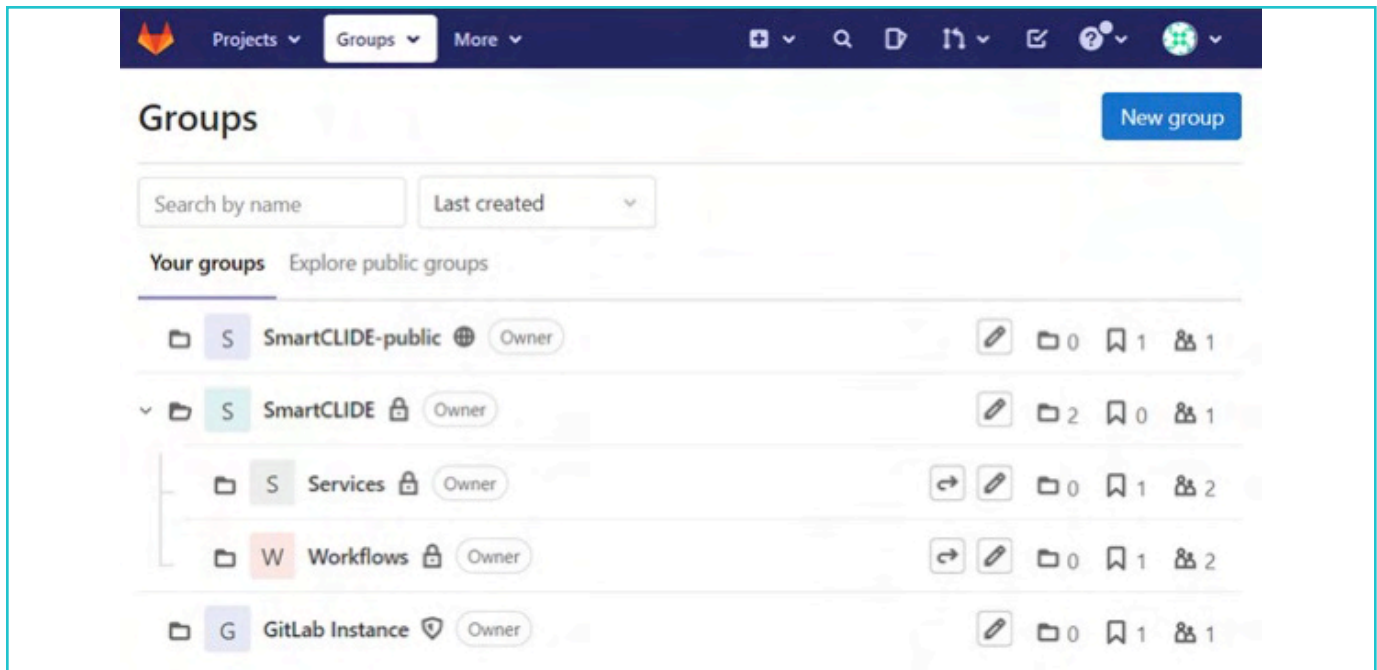 Projects Groups More
Groups
New group
Search by name Last created
Your groups Explore public groups
S SmartCLIDE-public Owner 0 1 1
S SmartCLIDE Owner 2 0 1
S Services Owner 0 1 2
W Workflows Owner 0 1 2
G GitLab Instance Owner 0 1 1